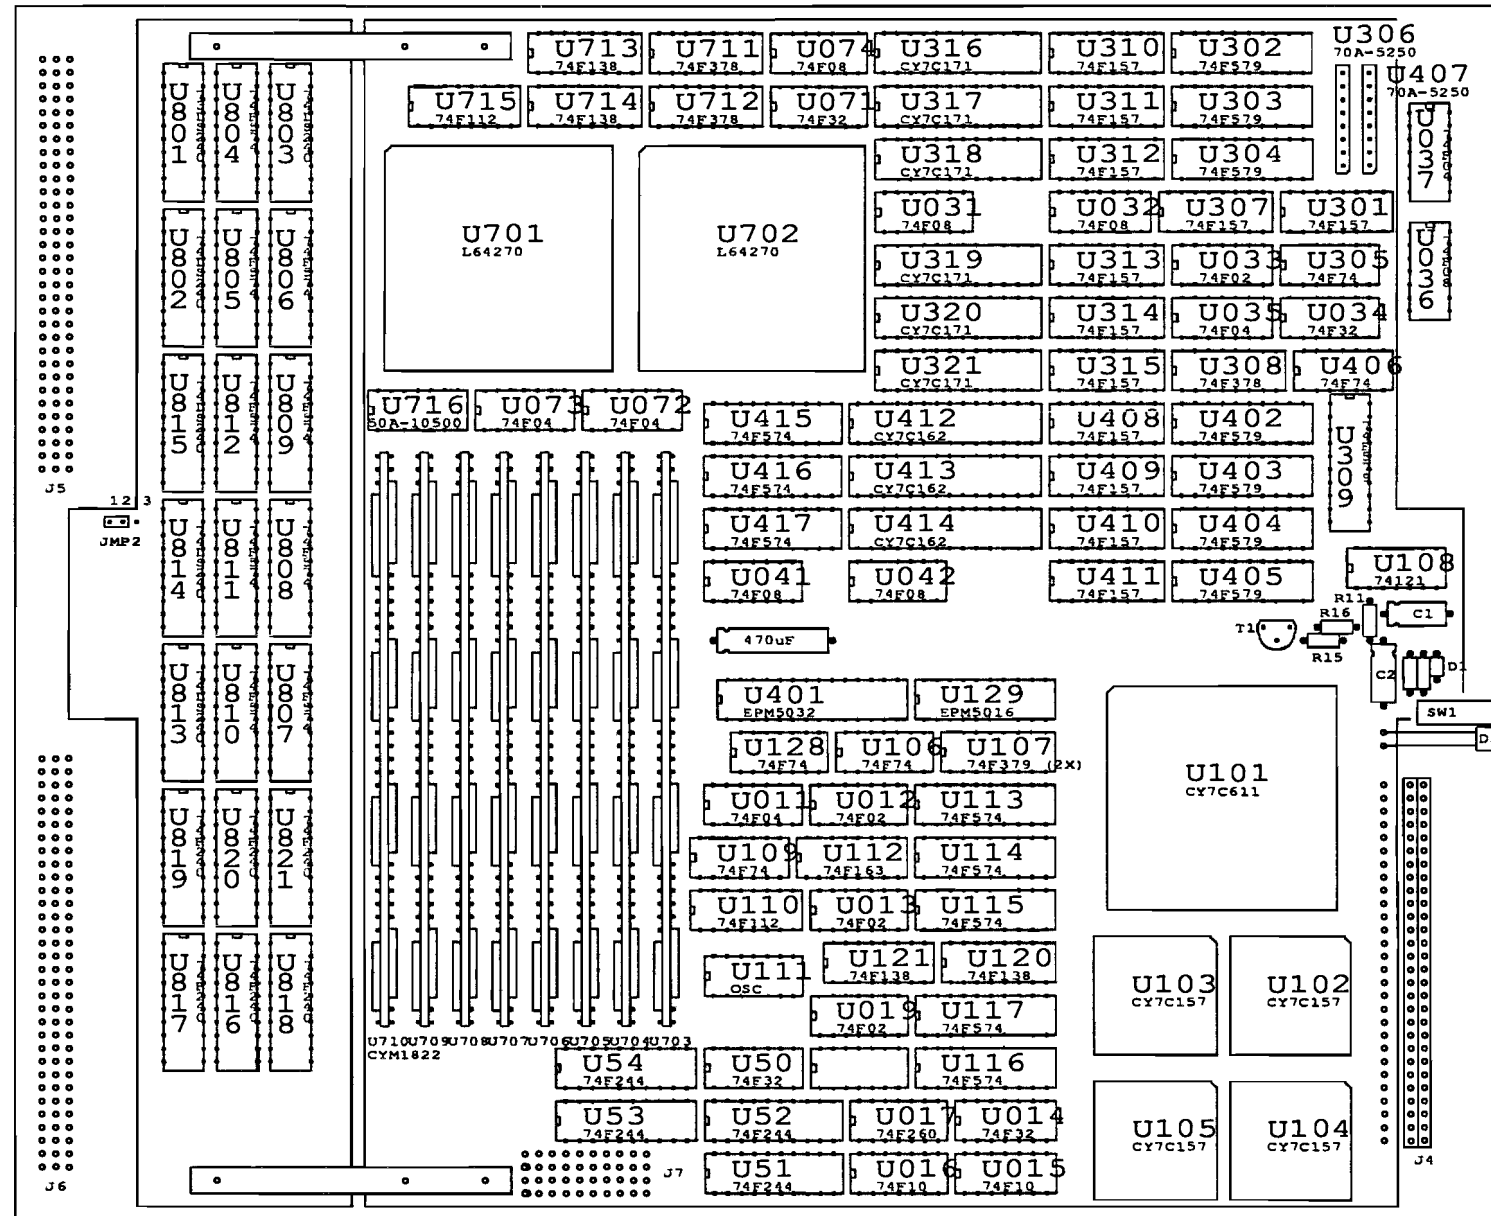 U713
74F138
U711
74F378
U074
74F08
U316
CY7C171
U310
74F157
U302
74F579
U306
70A-5250
U407
70A-5250
U715
74F112
U714
74F138
U712
74F378
U071
74F32
U317
CY7C171
U311
74F157
U303
74F579
U037
U801
U804
U803
U318
CY7C171
U312
74F157
U304
74F579
U701
L64270
U702
L64270
U031
74F08
U032
74F08
U307
74F157
U301
74F157
U036
U802
U805
U806
U319
CY7C171
U313
74F157
U033
74F02
U305
74F74
U320
CY7C171
U314
74F157
U035
74F04
U034
74F32
U321
CY7C171
U315
74F157
U308
74F378
U406
74F74
U815
U812
U809
U716
50A-10500
U073
74F04
U072
74F04
U415
74F574
U412
CY7C162
U408
74F157
U402
74F579
U309
U416
74F574
U413
CY7C162
U409
74F157
U403
74F579
J5
1 2 3
JMP2
U814
U811
U808
U417
74F574
U414
CY7C162
U410
74F157
U404
74F579
U041
74F08
U042
74F08
U411
74F157
U405
74F579
U108
74121
R11
R16
C1
T1
R15
470uF
C2
D1
U813
U810
U807
U401
EPM5032
U129
EPM5016
SW1
D
U128
74F74
U106
74F74
U107
74F379 (2X)
U101
CY7C611
U819
U820
U821
U011
74F04
U012
74F02
U113
74F574
U109
74F74
U112
74F163
U114
74F574
U110
74F112
U013
74F02
U115
74F574
U817
U816
U818
U111
OSC
U121
74F138
U120
74F138
U103
CY7C157
U102
CY7C157
U019
74F02
U117
74F574
U710 U709 U708 U707 U706 U705 U704 U703
CYM1822
U54
74F244
U50
74F32
U116
74F574
U53
74F244
U52
74F244
U017
74F260
U014
74F32
U105
CY7C157
U104
CY7C157
J4
J6
J7
U51
74F244
U016
74F10
U015
74F10